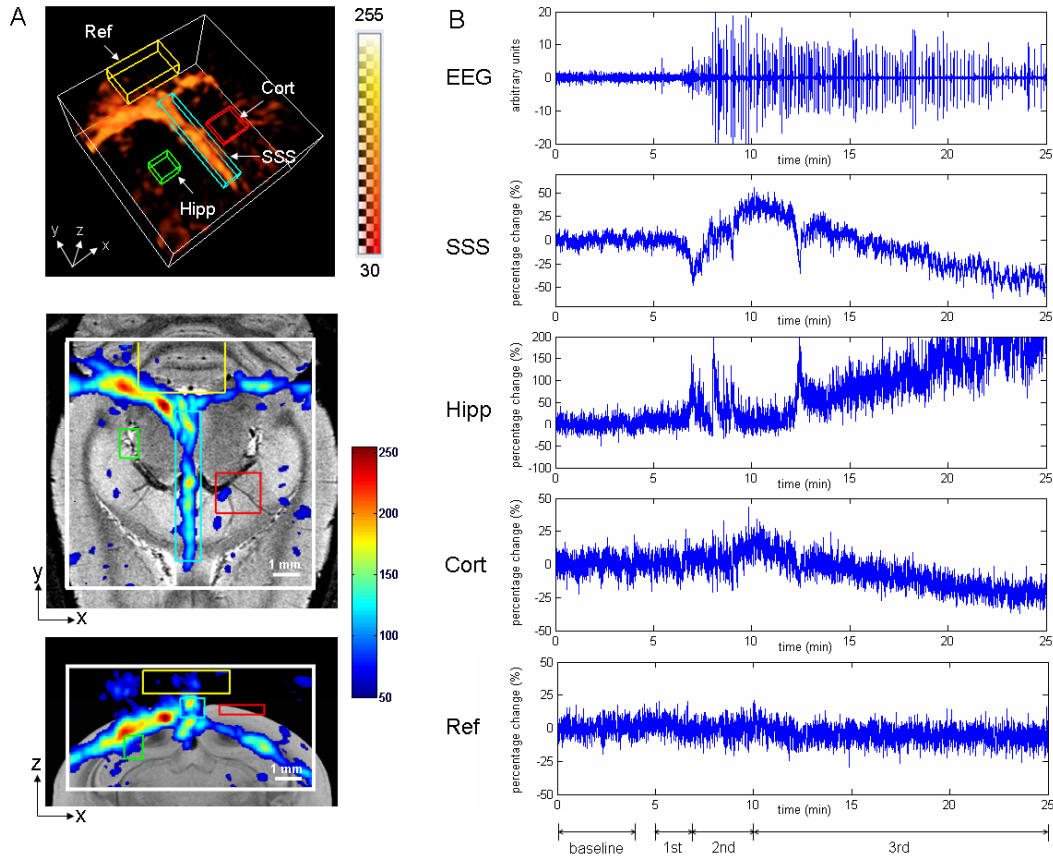 A
Ref
Cort
SSS
Hipp
y
z
x
255
30
y
x
1 mm
250
200
150
100
50
z
x
1 mm
B
EEG
arbitrary units
20
10
0
-10
-20
0 5 10 15 20 25
time (min)
SSS
percentage change (%)
50
25
0
-25
-50
0 5 10 15 20 25
time (min)
Hipp
percentage change (%)
200
150
100
50
0
-50
-100
0 5 10 15 20 25
time (min)
Cort
percentage change (%)
50
25
0
-25
-50
0 5 10 15 20 25
time (min)
Ref
percentage change (%)
50
25
0
-25
-50
0 5 10 15 20 25
time (min)
baseline 1st 2nd 3rd